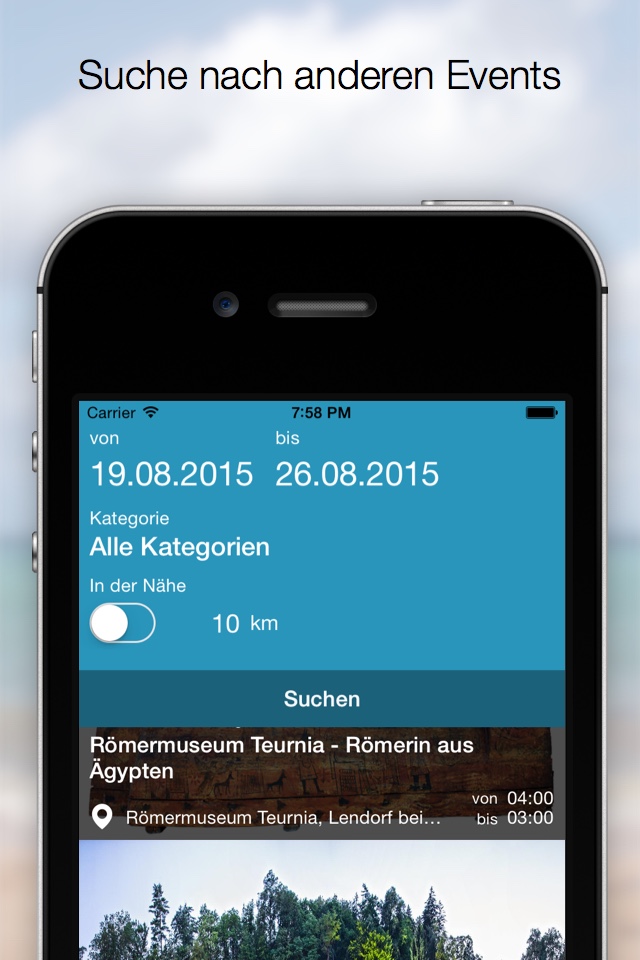 Suche nach anderen Events
Carrier 7:58 PM
von bis
19.08.2015 26.08.2015
Kategorie
Alle Kategorien
In der Nähe
10 km
Suchen
Römermuseum Teurnia - Römerin aus
Ägypten
von 04:00
Römermuseum Teurnia, Lendorf bei…
bis 03:00